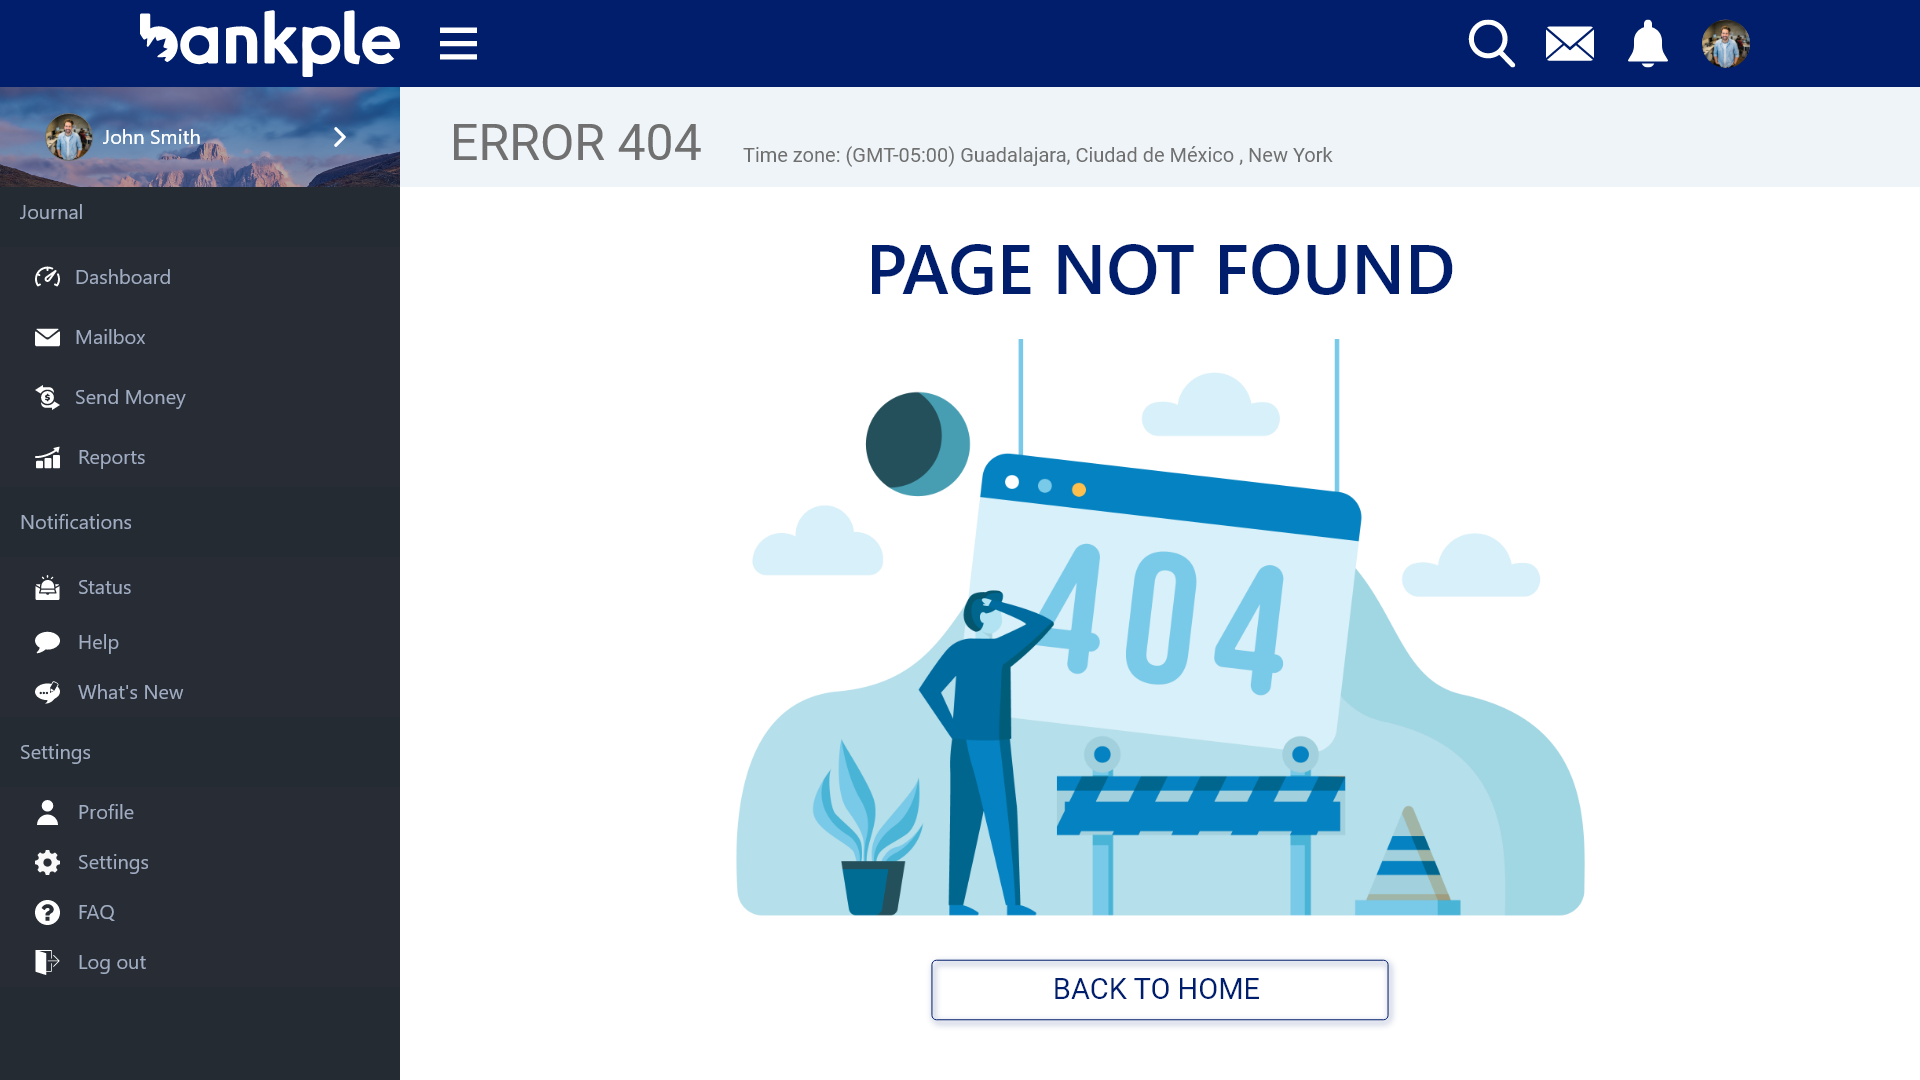 bankple
John Smith
ERROR 404
Time zone: (GMT-05:00) Guadalajara, Ciudad de México , New York
Journal
Dashboard
Mailbox
Send Money
Reports
Notifications
Status
Help
What's New
Settings
Profile
Settings
FAQ
Log out
PAGE NOT FOUND
404
BACK TO HOME